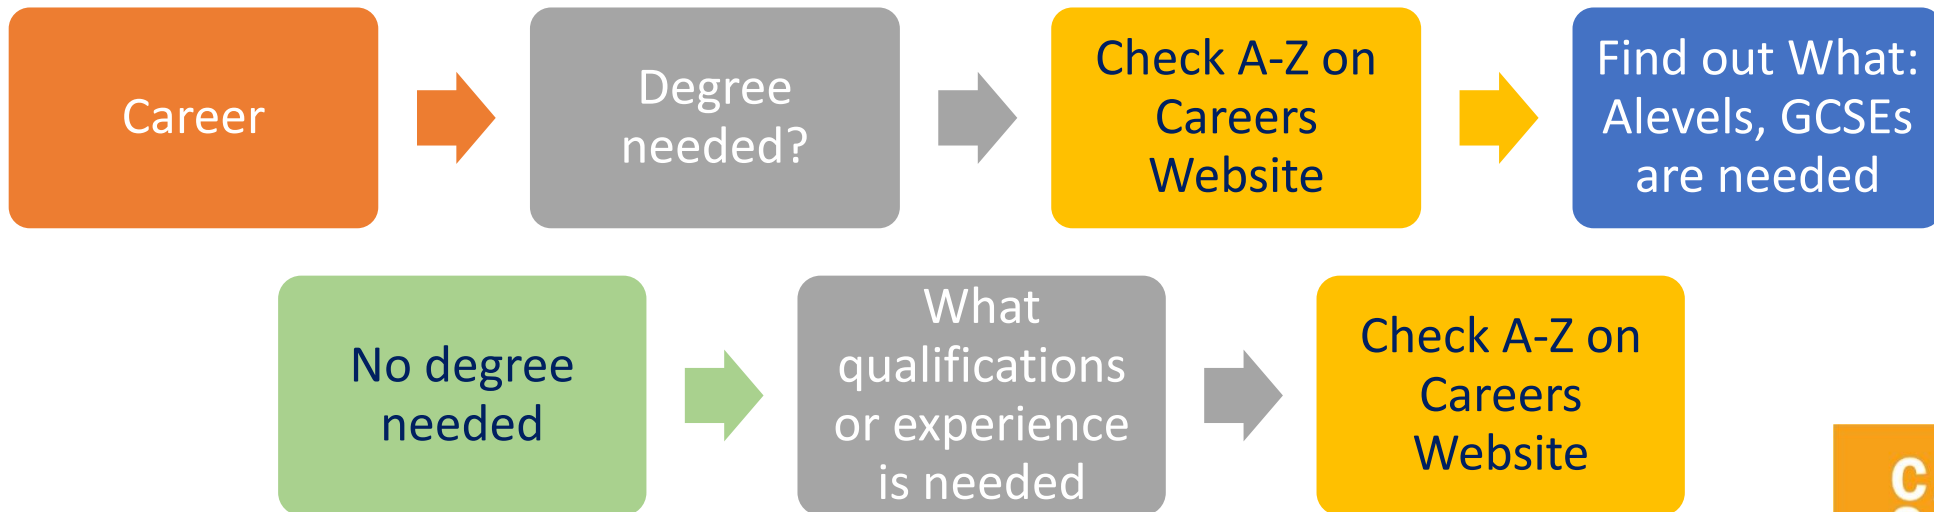 Career
Degree
needed?
Check A-Z on
Careers
Website
Find out What:
Alevels, GCSEs
are needed
No degree
needed
What
qualifications
or experience
is needed
Check A-Z on
Careers
Website
C